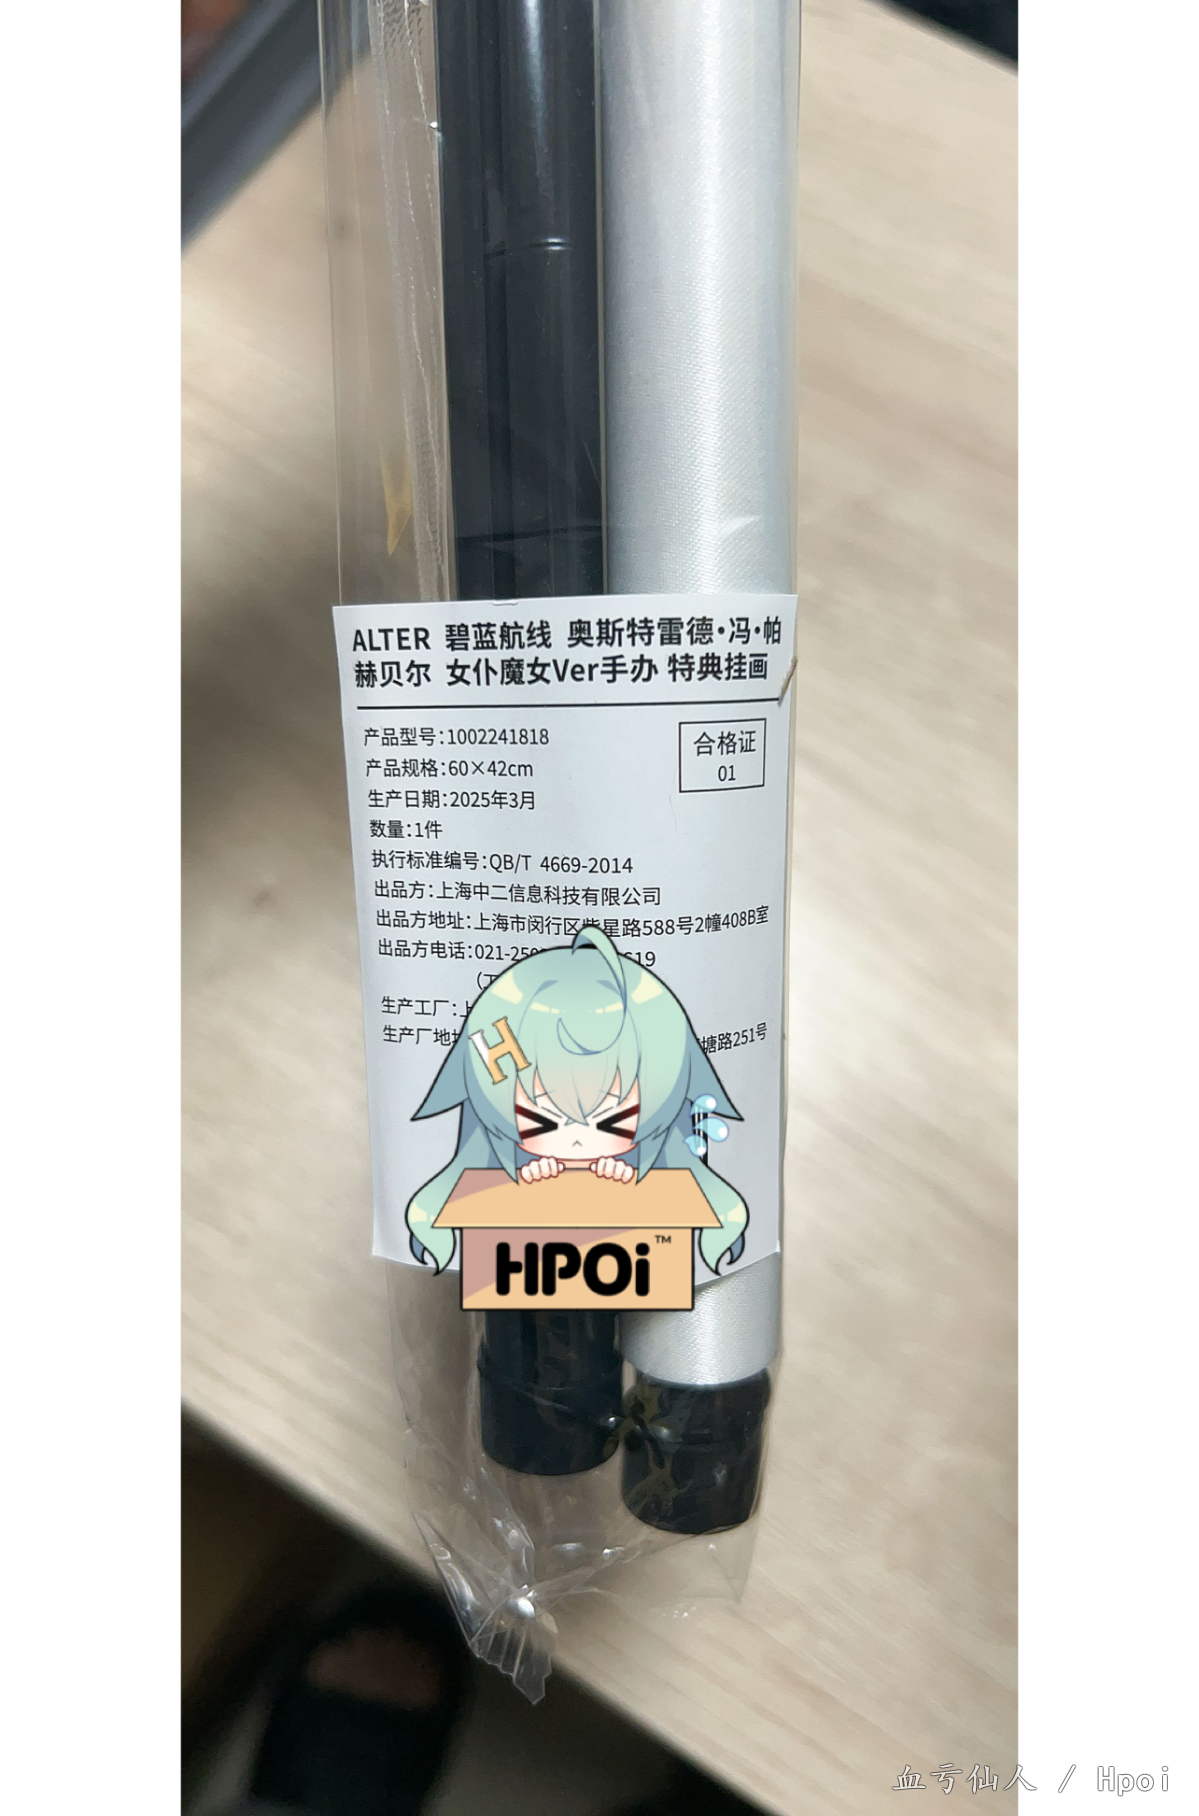 ALTER 碧蓝航线 奥斯特雷德·冯·帕
赫贝尔 女仆魔女Ver手办 特典挂画
产品型号：1002241818
合格证
01
产品规格：60×42cm
生产日期：2025年3月
数量：1件
执行标准编号：QB/T 4669-2014
出品方：上海中二信息科技有限公司
出品方地址：上海市闵行区紫星路588号2幢408B室
出品方电话：021-250
619
生产工厂：上
生产厂地址
塘路251号
H
HPOi™
血亏仙人 / Hpoi